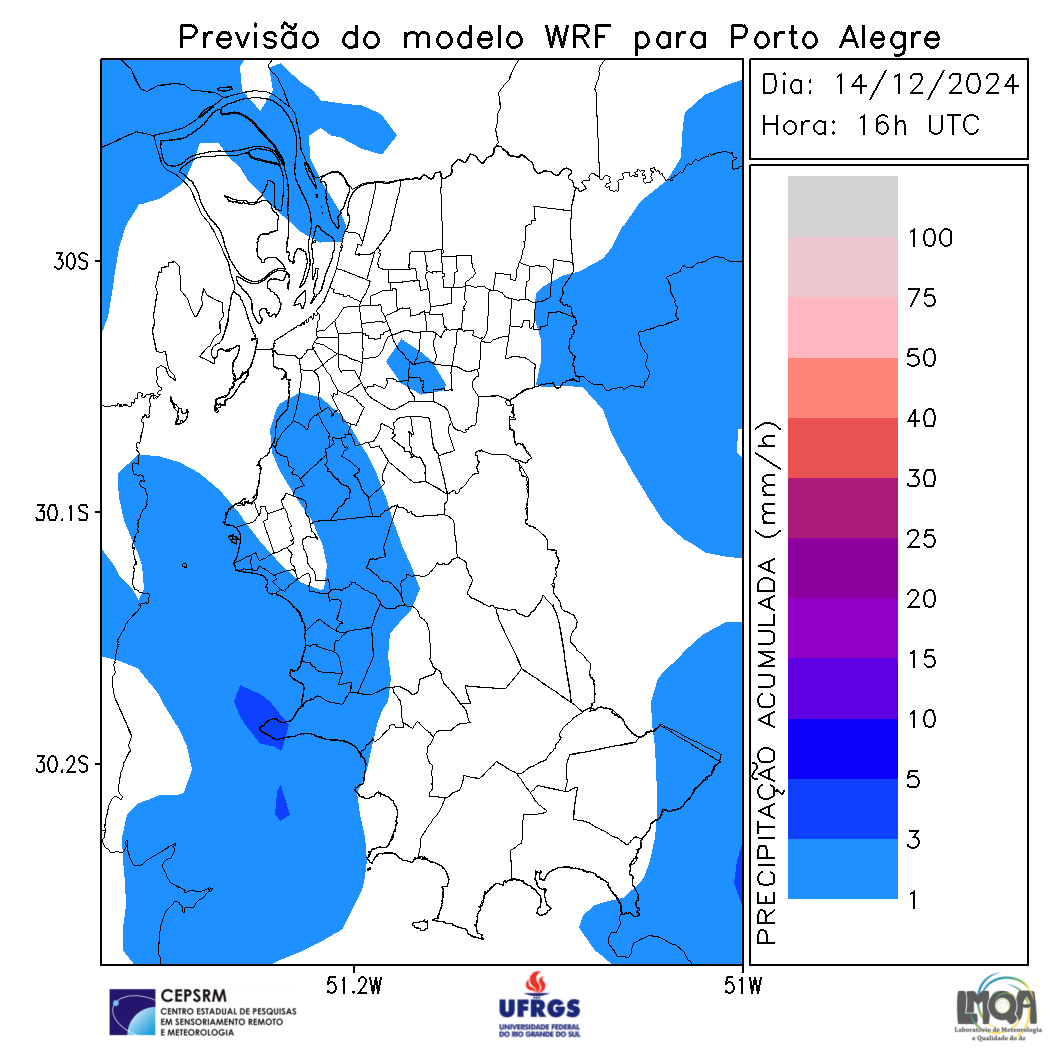 Previsão do modelo WRF para Porto Alegre
Dia: 14/12/2024
Hora: 16h UTC
30S
30.1S
30.2S
51.2W
51W
PRECIPITAÇÃO ACUMULADA (mm/h)
100
75
50
40
30
25
20
15
10
5
3
1
CEPSRM
CENTRO ESTADUAL DE PESQUISAS
EM SENSORIAMENTO REMOTO
E METEOROLOGIA
UFRGS
UNIVERSIDADE FEDERAL
DO RIO GRANDE DO SUL
LMQA
Laboratório de Meteorologia
e Qualidade do Ar